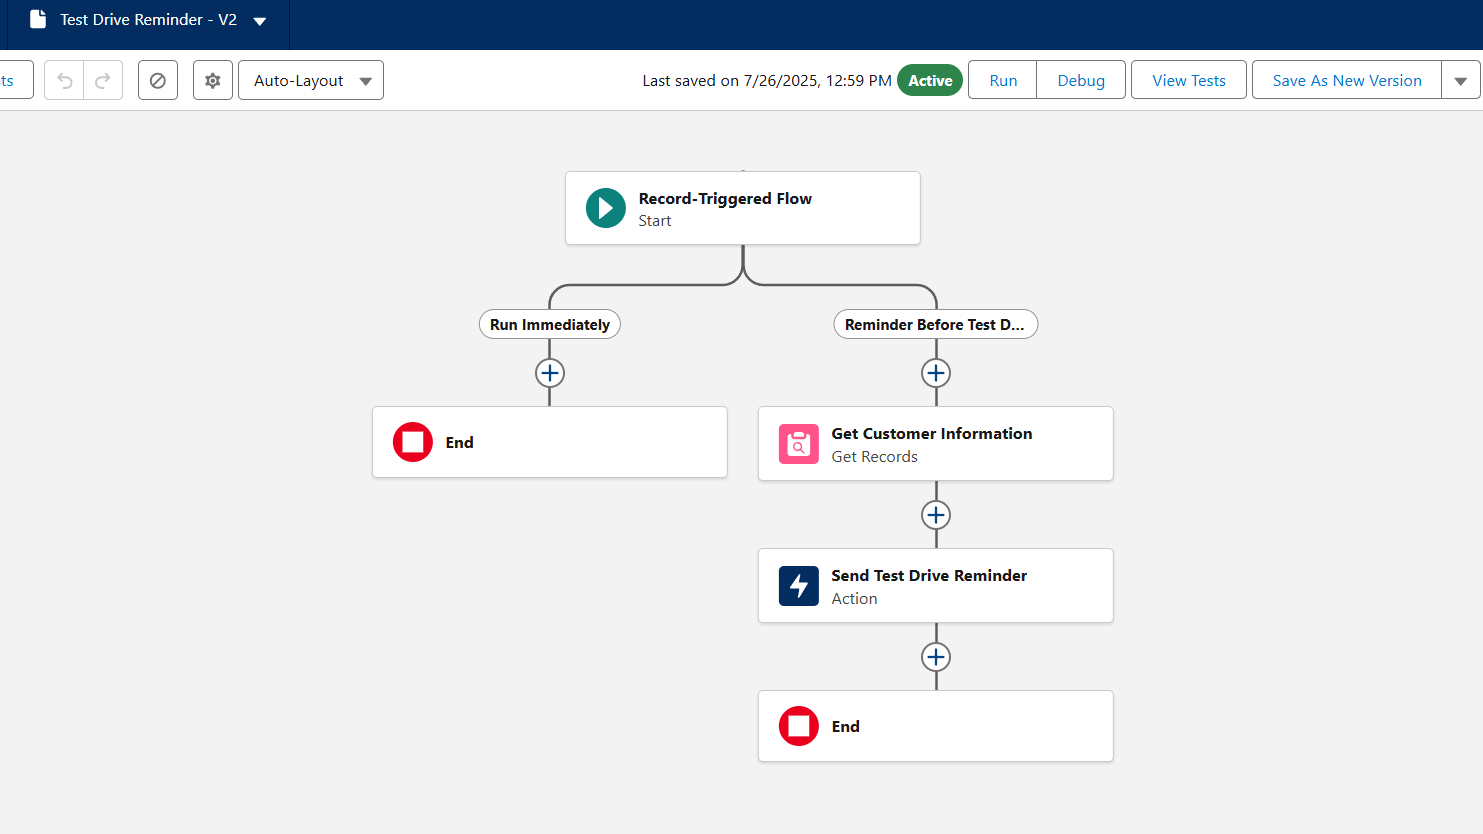 Test Drive Reminder - V2
ts
Auto-Layout
Last saved on 7/26/2025, 12:59 PM
Active
Run
Debug
View Tests
Save As New Version
Record-Triggered Flow
Start
Run Immediately
Reminder Before Test D...
End
Get Customer Information
Get Records
Send Test Drive Reminder
Action
End